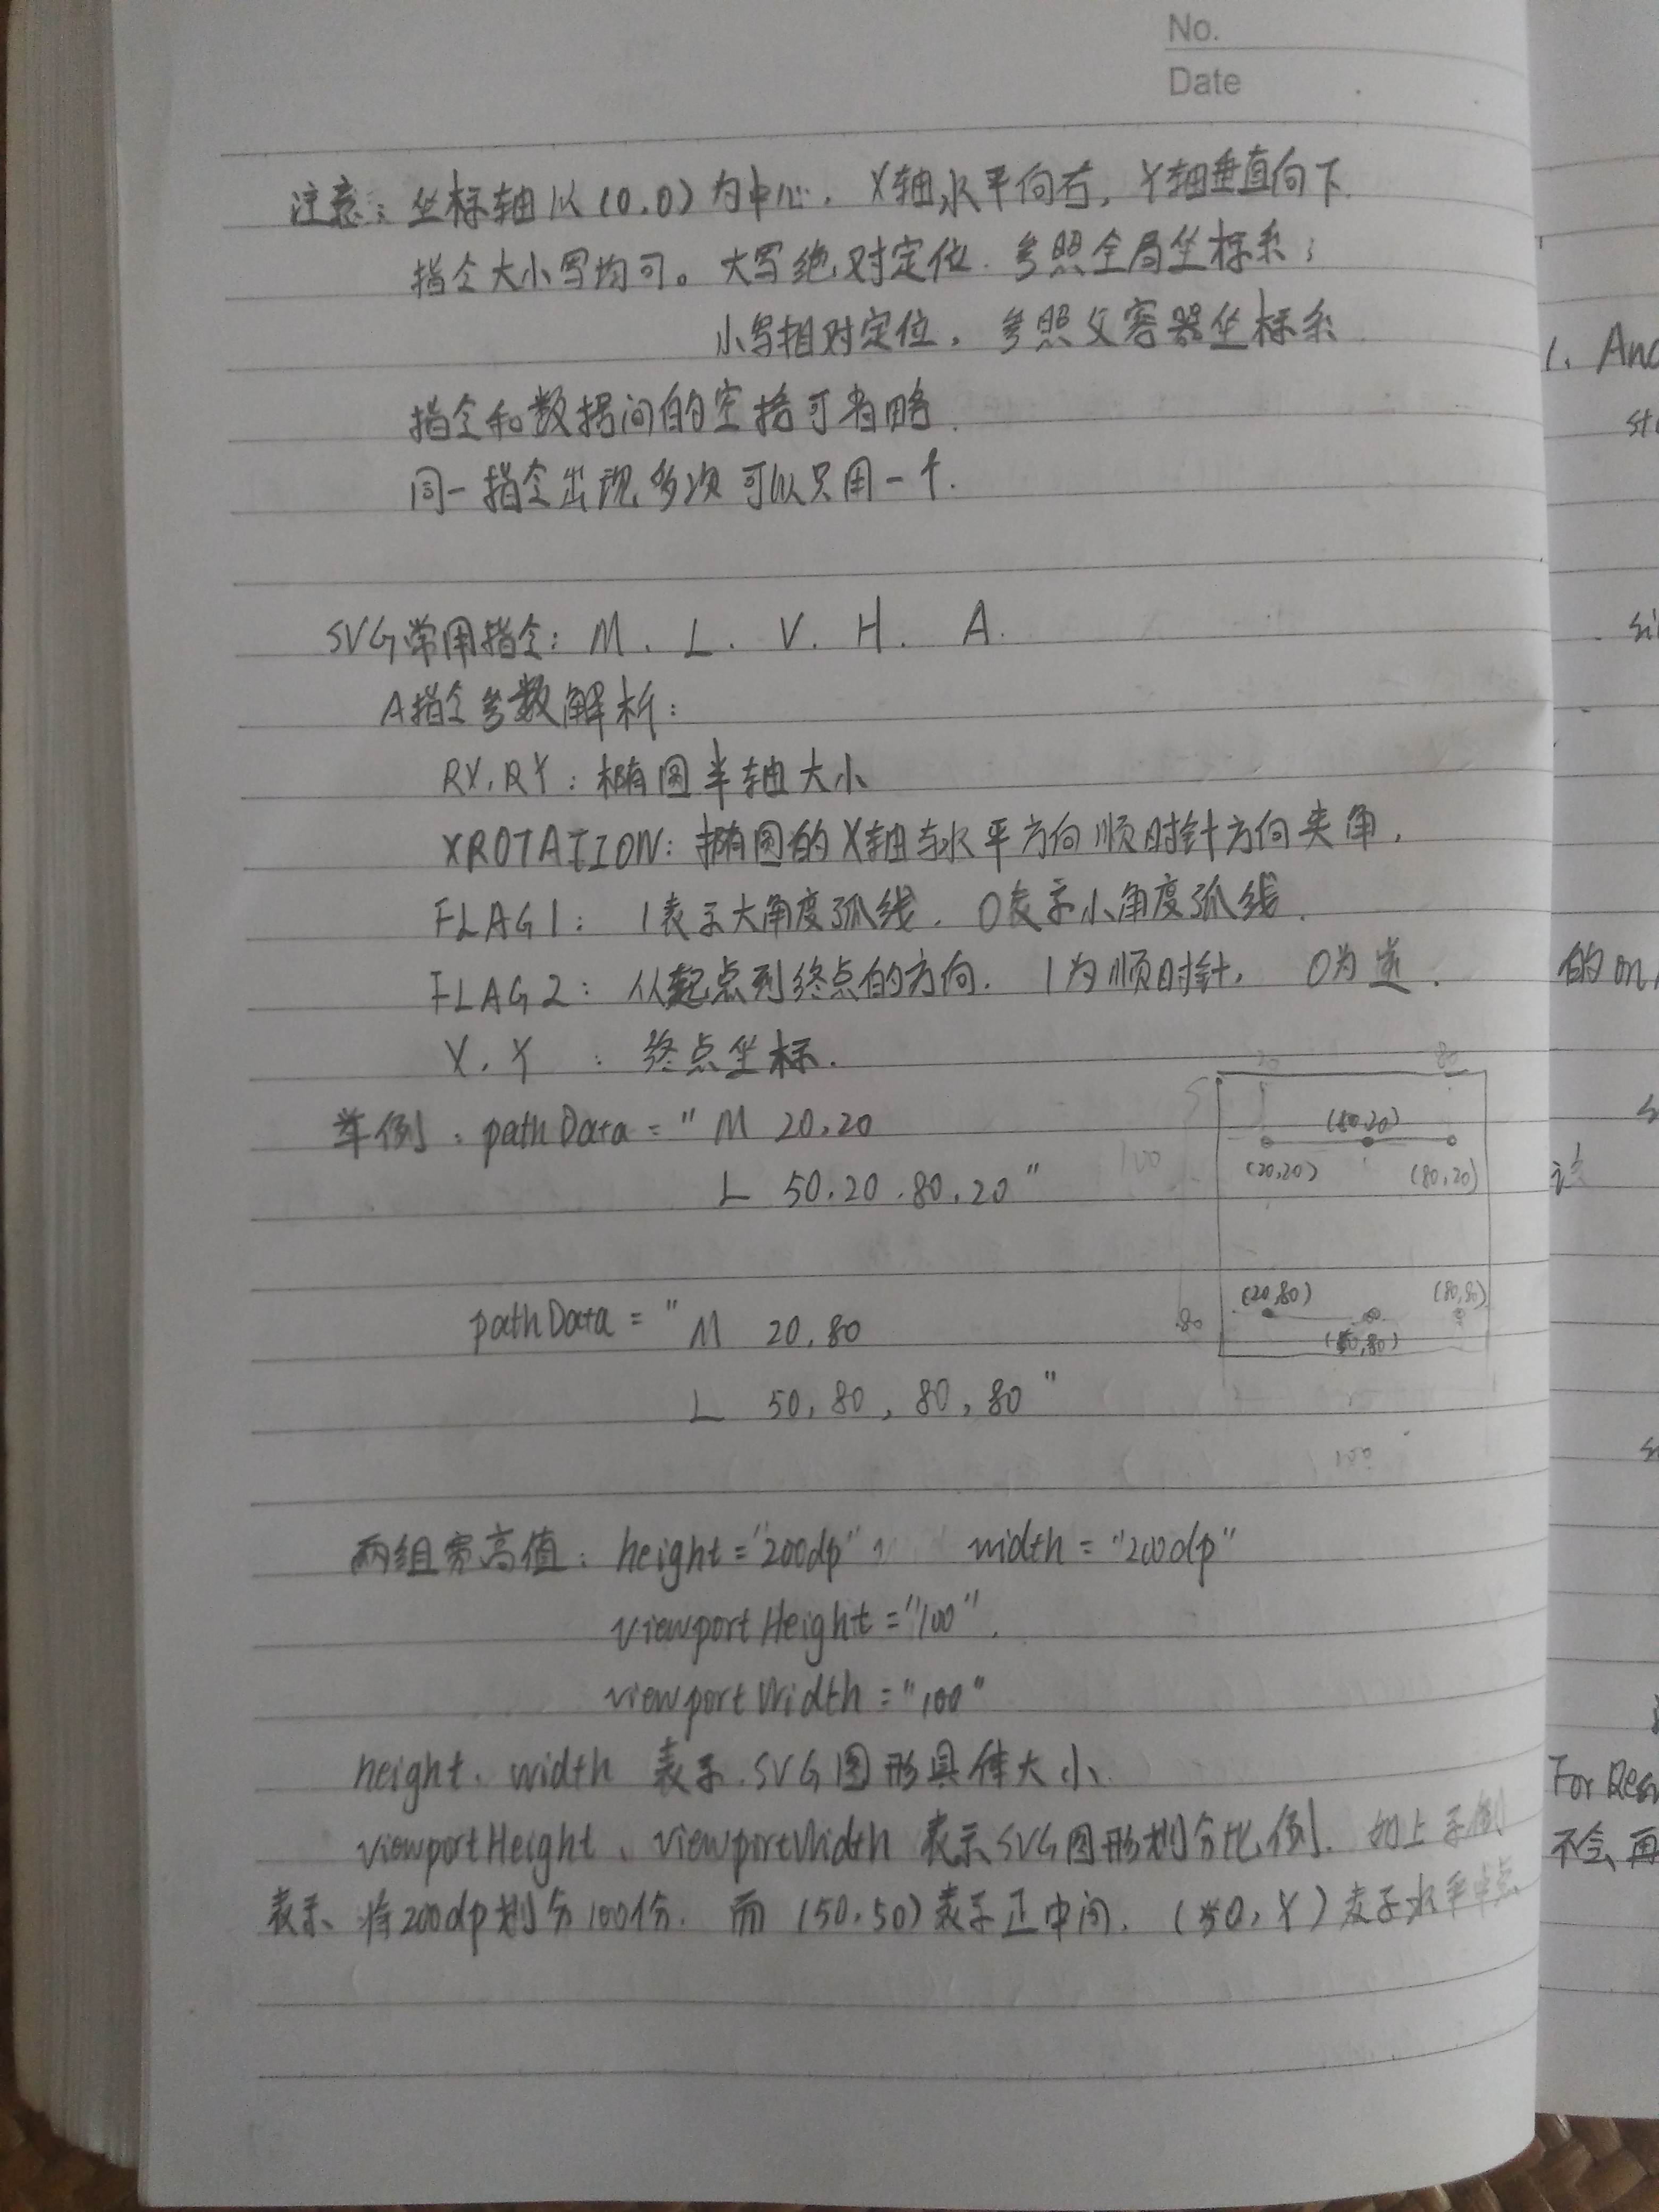 No.
Date
注意：坐标轴以(0,0)为中心，X轴水平向右，Y轴垂直向下.
指令大小写均可。大写绝对定位.参照全局坐标系；
小写相对定位，参照父容器坐标系
指令和数据间的空格可省略.
同一指令出现多次可以只用一个.
SVG常用指令：M、L、V、H、A.
A指令参数解析：
RX,RY：椭圆半轴大小
XROTATION：椭圆的X轴与水平方向顺时针方向夹角，
FLAG1：1表示大角度弧线.0表示小角度弧线.
FLAG2：从起点到终点的方向.1为顺时针，0为逆.
X,Y：终点坐标.
举例：pathData="M 20,20
L 50,20,80,20"
80
100
(20,20)
(80,20)
pathData="M 20,80
L 50,80,80,80"
(20,80)
(80,80)
80
100
两组宽高值：height="200dp" width="200dp"
viewportHeight="100".
viewportWidth="100"
height、width 表示SVG图形具体大小
viewportHeight、viewportWidth 表示SVG图形划分比例.如上示例
表示、将200dp划分100份.而(50,50)表示正中间.(50,Y)表示水平中点
1. And
的on
For Res
不会再